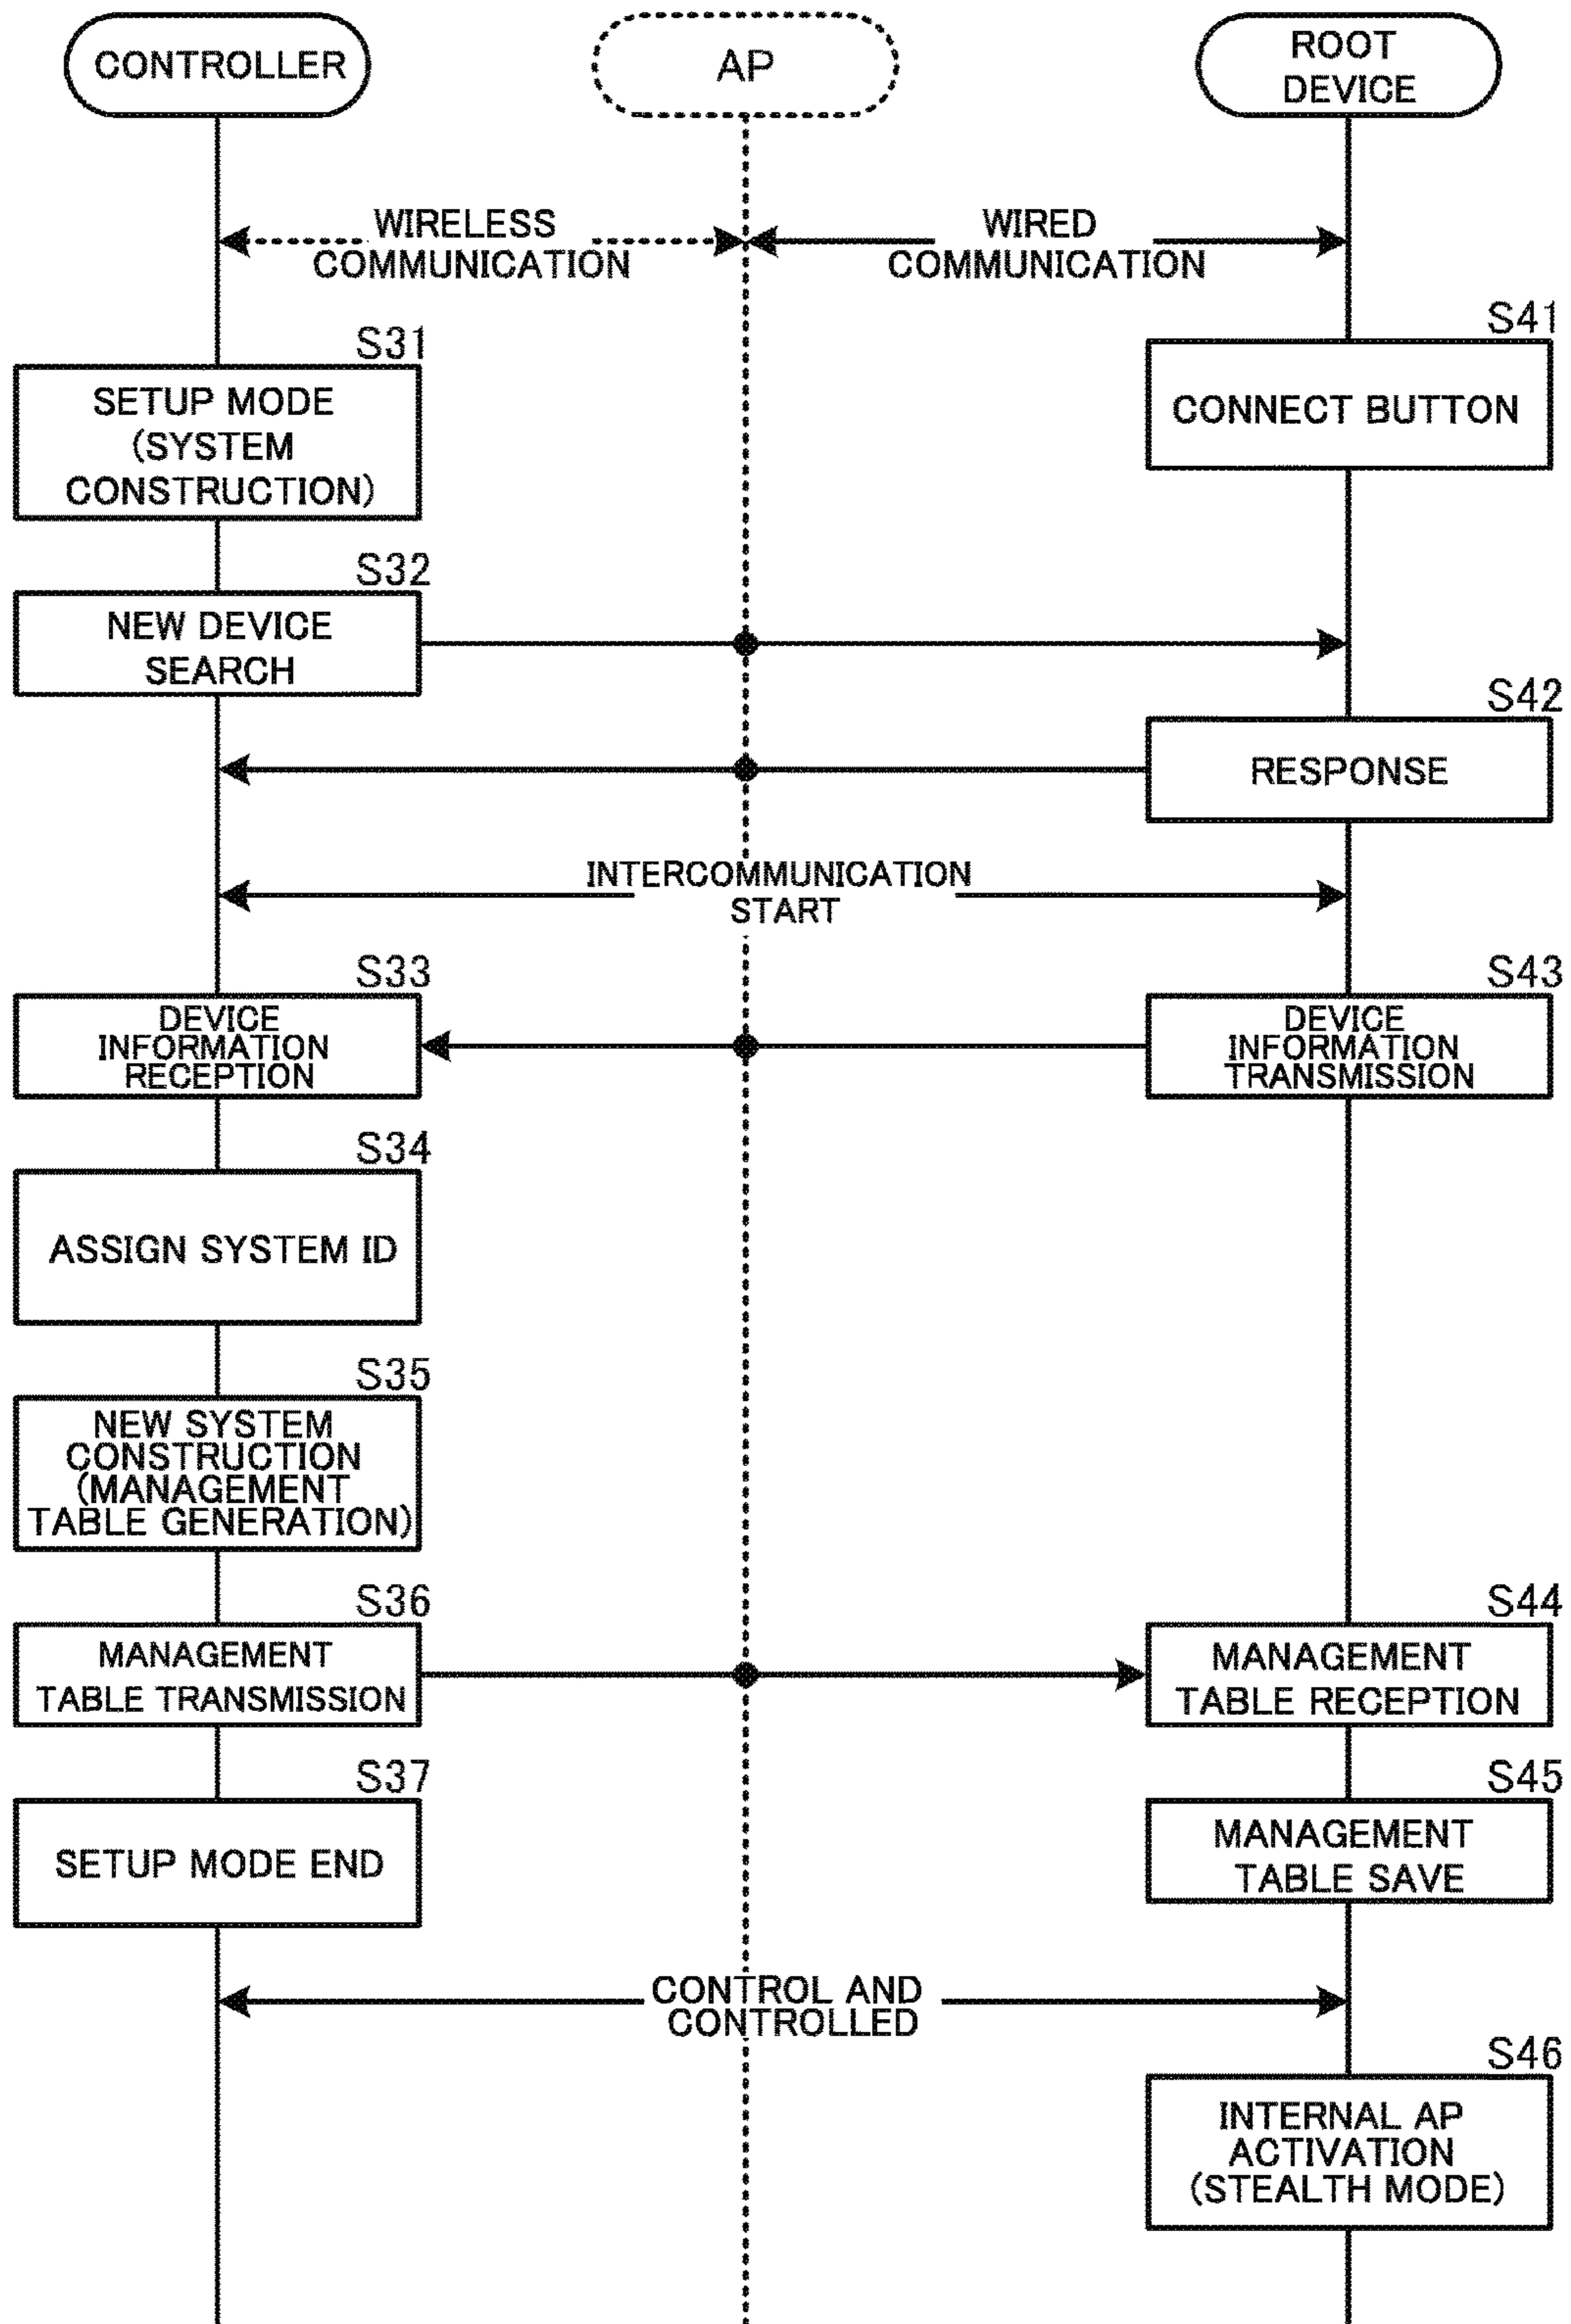 CONTROLLER
AP
ROOT
DEVICE
WIRELESS
COMMUNICATION
WIRED
COMMUNICATION
S31
SETUP MODE
(SYSTEM
CONSTRUCTION)
S41
CONNECT BUTTON
S32
NEW DEVICE
SEARCH
S42
RESPONSE
INTERCOMMUNICATION
START
S33
DEVICE
INFORMATION
RECEPTION
S43
DEVICE
INFORMATION
TRANSMISSION
S34
ASSIGN SYSTEM ID
S35
NEW SYSTEM
CONSTRUCTION
(MANAGEMENT
TABLE GENERATION)
S36
MANAGEMENT
TABLE TRANSMISSION
S44
MANAGEMENT
TABLE RECEPTION
S37
SETUP MODE END
S45
MANAGEMENT
TABLE SAVE
CONTROL AND
CONTROLLED
S46
INTERNAL AP
ACTIVATION
(STEALTH MODE)